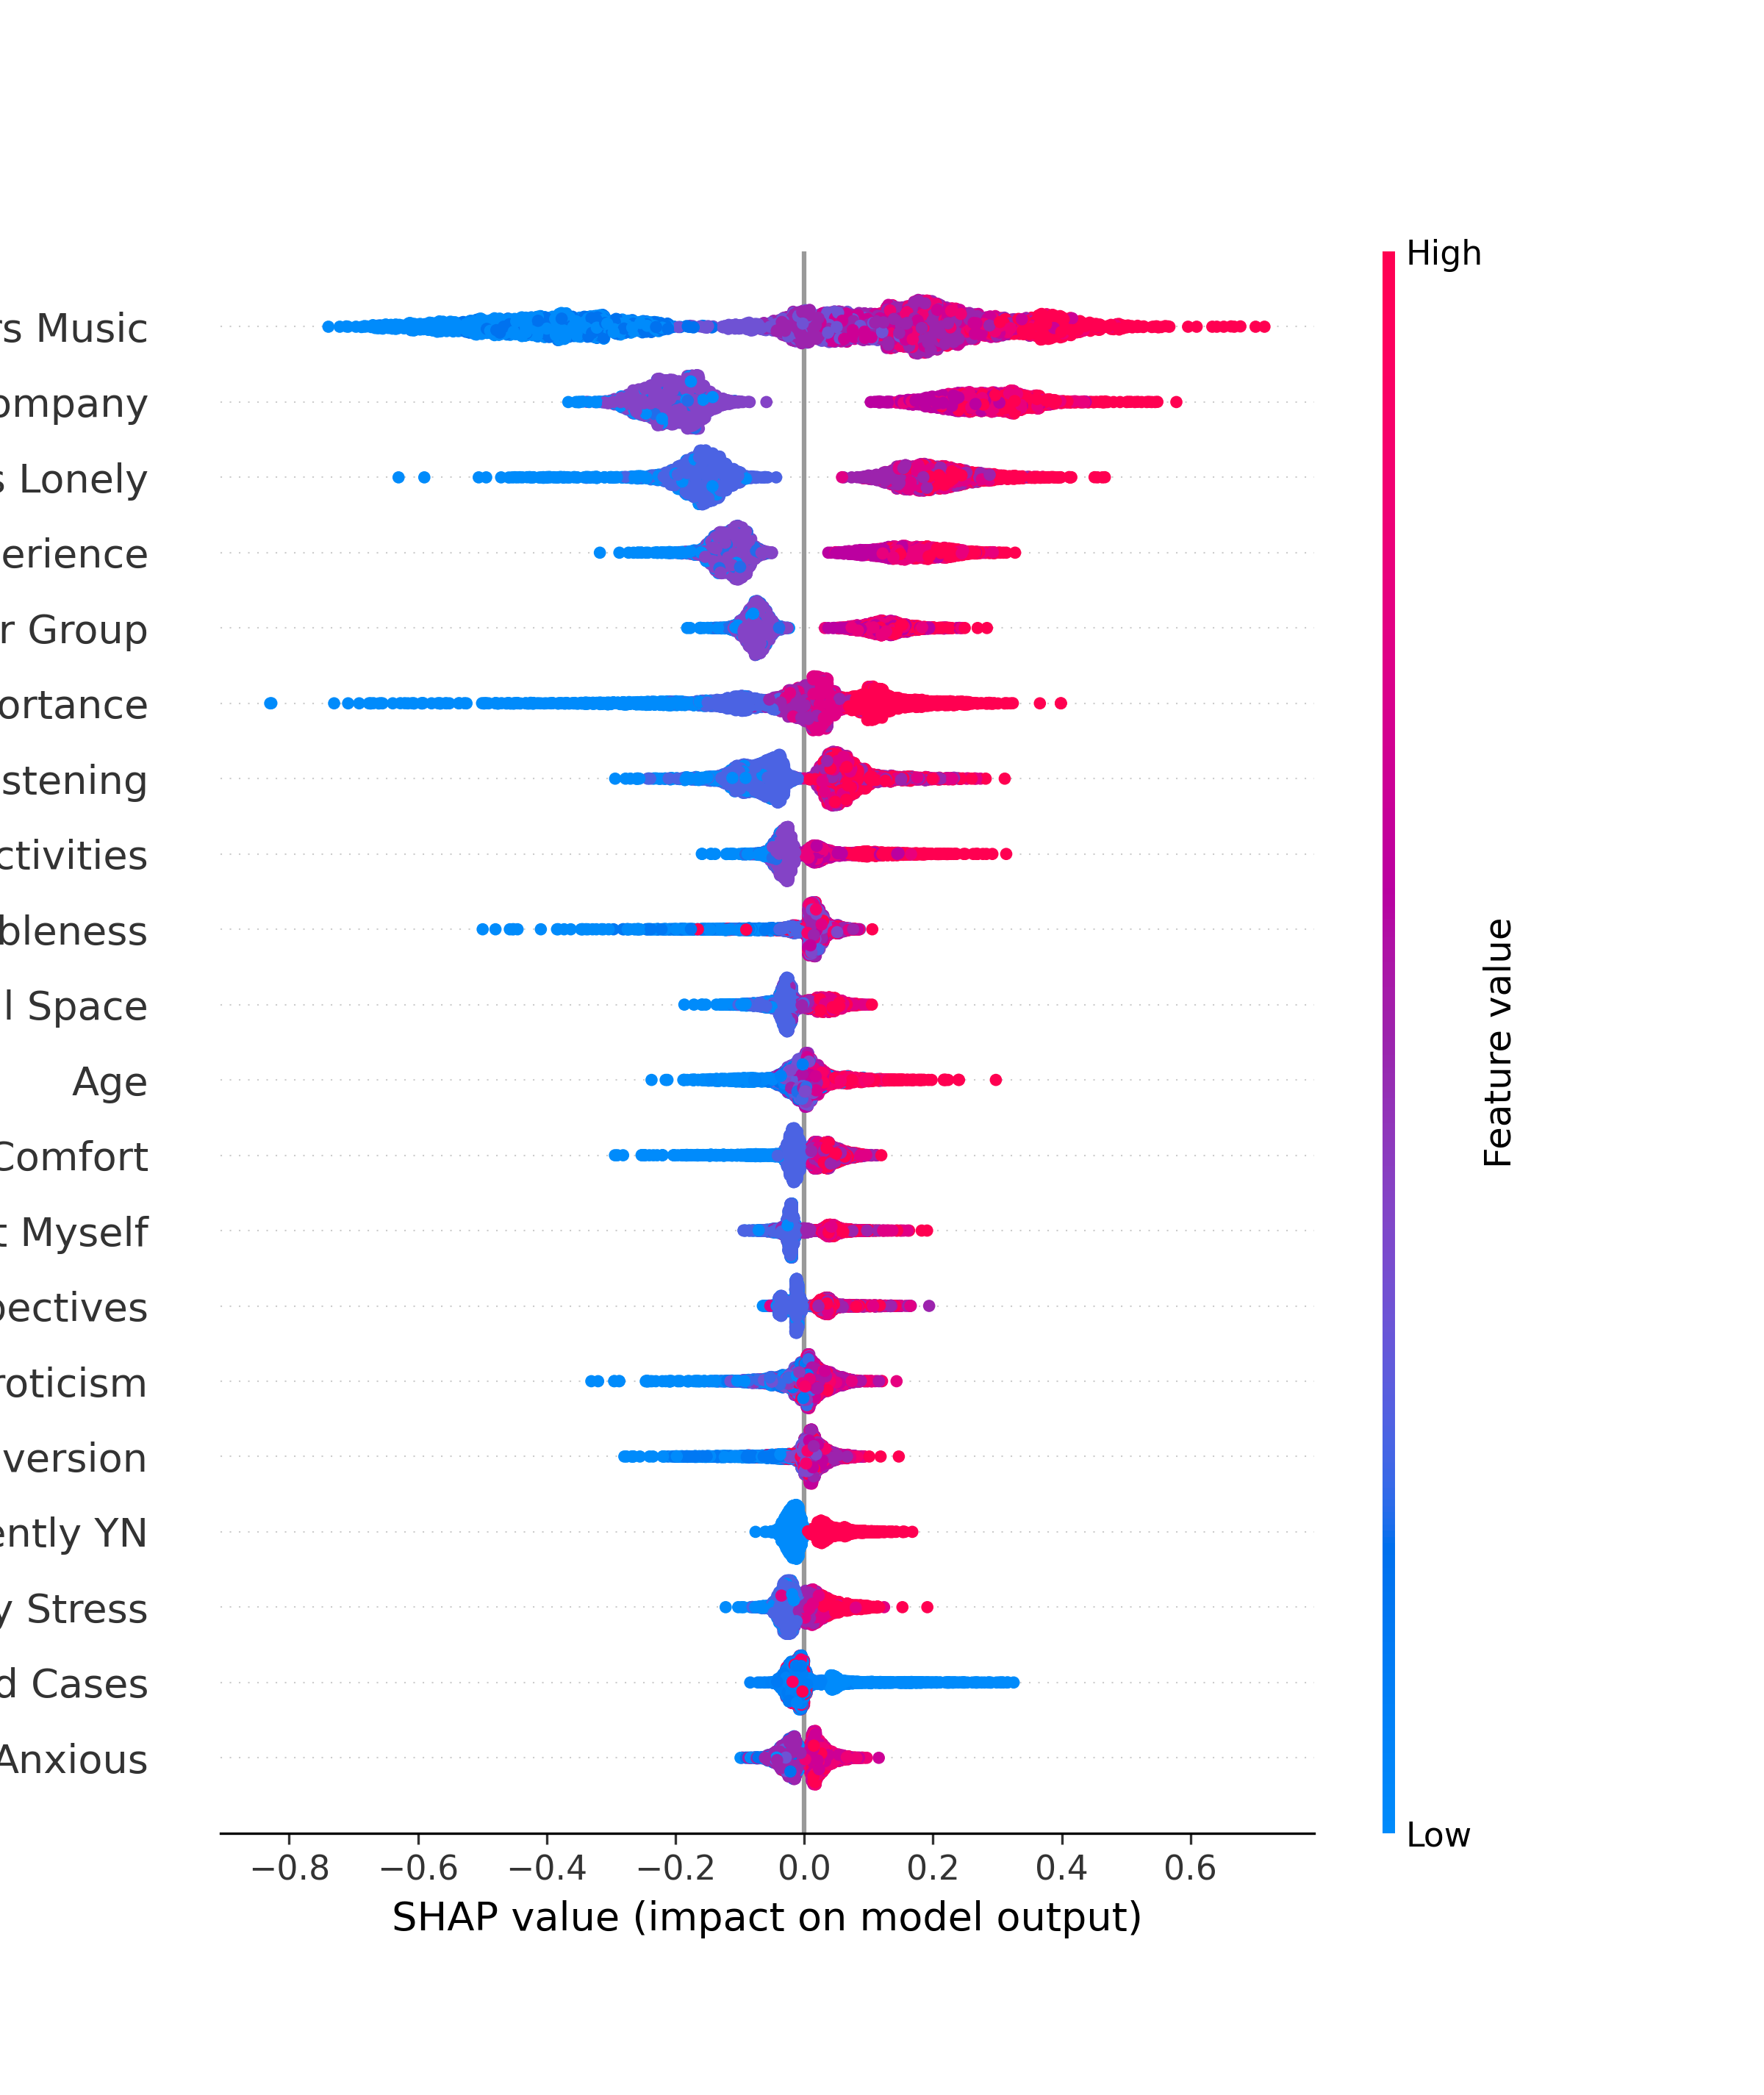 High
rs Music
ompany
s Lonely
erience
r Group
ortance
stening
ctivities
bleness
l Space
Age
Comfort
t Myself
pectives
roticism
version
ently YN
y Stress
d Cases
Anxious
Feature value
Low
−0.8 −0.6 −0.4 −0.2 0.0 0.2 0.4 0.6
SHAP value (impact on model output)